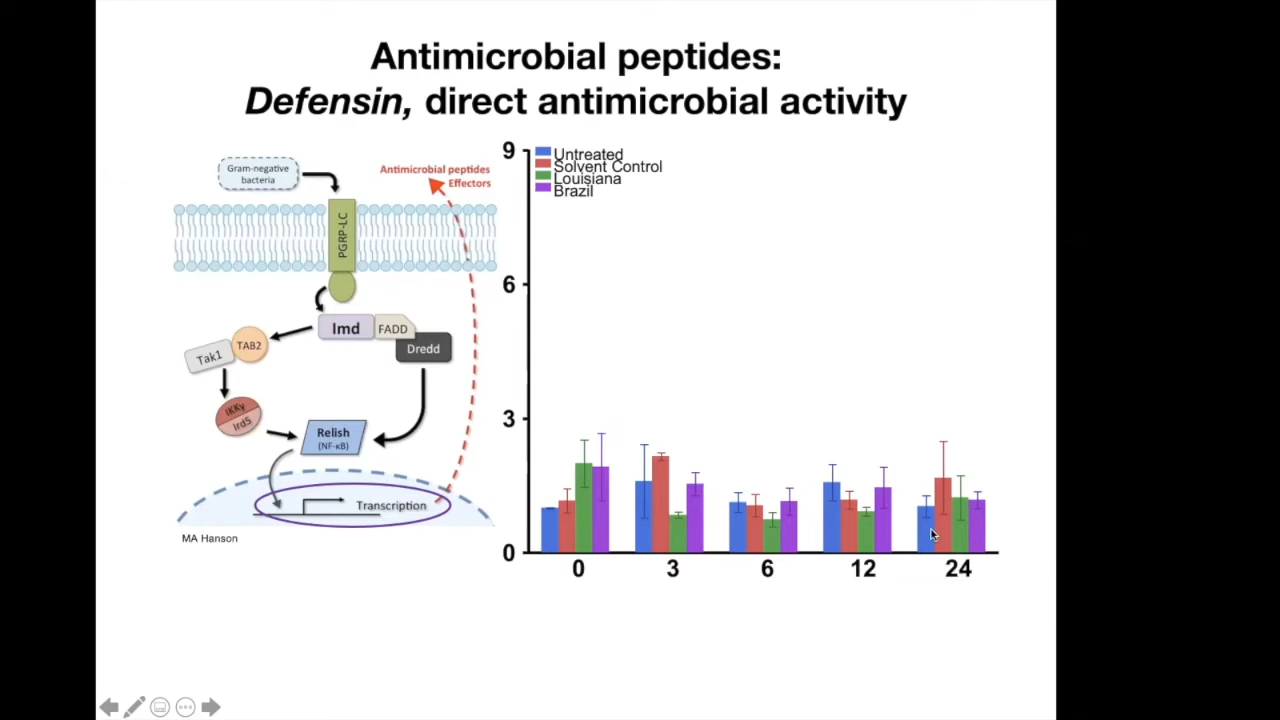 Antimicrobial peptides:
Defensin, direct antimicrobial activity
Gram-negative
bacteria
Antimicrobial peptides
Effectors
PGRP-LC
Imd
FADD
Dredd
TAB2
Tak1
IKKγ
Ird5
Relish
(NF-κB)
Transcription
MA Hanson
9
6
3
0
Untreated
Solvent Control
Louisiana
Brazil
0 3 6 12 24